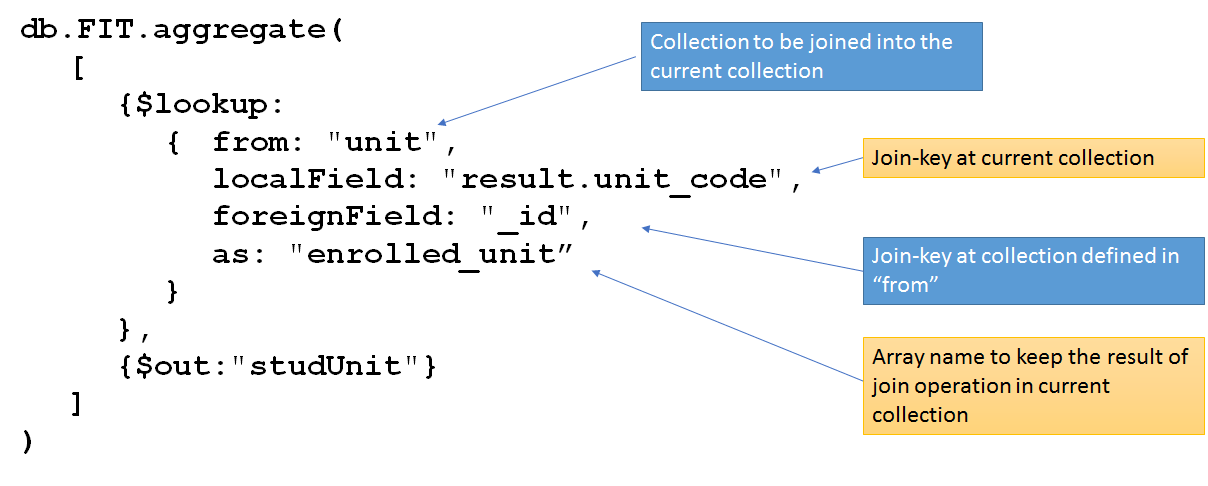 db.FIT.aggregate(
[
{$lookup:
{ from: "unit",
localField: "result.unit_code",
foreignField: "_id",
as: "enrolled_unit”
}
},
{$out:"studUnit"}
]
)
Collection to be joined into the
current collection
Join-key at current collection
Join-key at collection defined in
“from”
Array name to keep the result of
join operation in current
collection